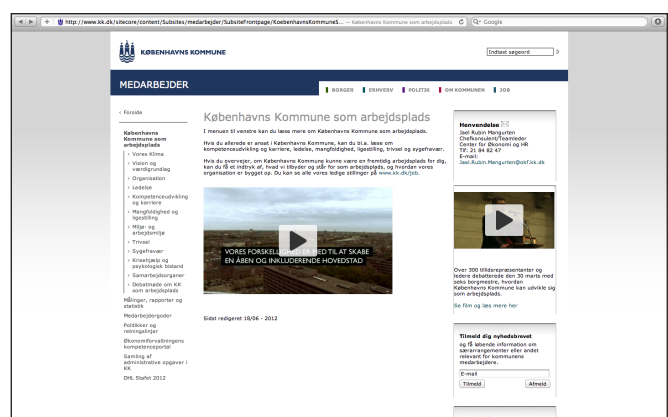 http://www.kk.dk/sitecore/content/Subsites/medarbejder/SubsiteFrontpage/KoebenhavnsKommuneS... — Københavns Kommune som arbejdsplads
Google
KØBENHAVNS KOMMUNE
Indtast søgeord
MEDARBEJDER
BORGER
ERHVERV
POLITIK
OM KOMMUNEN
JOB
‹ Forside
Københavns
Kommune som
arbejdsplads
› Vores Klima
› Vision og
værdigrundlag
› Organisation
› Ledelse
› Kompetenceudvikling
og karriere
› Mangfoldighed og
ligestilling
› Miljø- og
arbejdsmiljø
› Trivsel
› Sygefravær
› Krisehjælp og
psykologisk bistand
› Samarbejdsorganer
› Debatmøde om KK
som arbejdsplads
Målinger, rapporter og
statistik
Medarbejdergoder
Politikker og
retningslinjer
Økonomiforvaltningens
kompetenceportal
Samling af
administrative opgaver i
KK
DHL Stafet 2012
Københavns Kommune som arbejdsplads
I menuen til venstre kan du læse mere om Københavns Kommune som arbejdsplads.
Hvis du allerede er ansat i Københavns Kommune, kan du bl.a. læse om
kompetenceudvikling og karriere, ledelse, mangfoldighed, ligestilling, trivsel og sygefravær.
Hvis du overvejer, om Københavns Kommune kunne være en fremtidig arbejdsplads for dig,
kan du få et indtryk af, hvad vi tilbyder og står for som arbejdsplads, og hvordan vores
organisation er bygget op. Du kan se alle vores ledige stillinger på www.kk.dk/job.
VORES FORSKELLIGHED ER MED TIL AT SKABE
EN ÅBEN OG INKLUDERENDE HOVEDSTAD
Sidst redigeret 18/06 - 2012
Henvendelse
Jael Rubin Mangurten
Chefkonsulent/Teamleder
Center for Økonomi og HR
Tlf: 21 84 82 47
E-mail:
Jael.Rubin.Mangurten@okf.kk.dk
Over 300 tillidsrepræsentanter og
ledere debatterede den 30 marts med
seks borgmestre, hvordan
Københavns Kommune kan udvikle sig
som arbejdsplads.
Se film og læs mere her
Tilmeld dig nyhedsbrevet
og få løbende information om
særarrangementer eller andet
relevant for kommunens
medarbejdere.
E-mail
Tilmeld
Afmeld